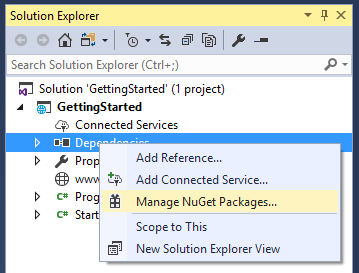 Solution Explorer
Search Solution Explorer (Ctrl+;)
Solution 'GettingStarted' (1 project)
GettingStarted
Connected Services
Dependencies
Add Reference...
Prop
Add Connected Service...
www
Manage NuGet Packages...
C# Prog
C# Start
Scope to This
New Solution Explorer View